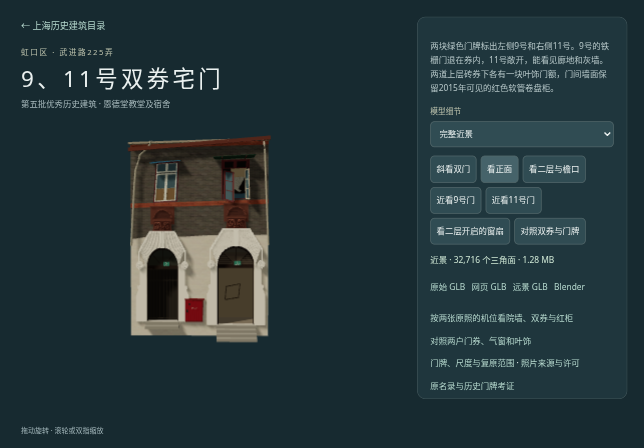 ← 上海历史建筑目录
虹口区 · 武进路225弄
9、11号双券宅门
第五批优秀历史建筑 · 恩德堂教堂及宿舍
两块绿色门牌标出左侧9号和右侧11号。9号的铁
栅门退在券内，11号敞开，能看见廊地和灰墙。
两道上层砖券下各有一块叶饰门额，门间墙面保
留2015年可见的红色软管卷盘柜。
模型细节
完整近景
斜看双门
看正面
看二层与檐口
近看9号门
近看11号门
看二层开启的窗扇
对照双券与门牌
近景 · 32,716 个三角面 · 1.28 MB
原始 GLB 网页 GLB 远景 GLB Blender
按两张原照的机位看院墙、双券与红柜
对照两户门券、气窗和叶饰
门牌、尺度与复原范围 · 照片来源与许可
原名录与历史门牌考证
拖动旋转 · 滚轮或双指缩放